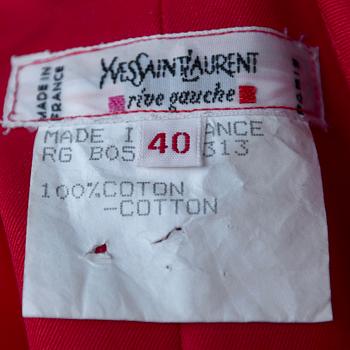 MADE IN
FRANCE
YVES SAINT LAURENT
rive gauche
PARIS
MADE I ANCE
40
RG B05 313
100% COTON
-COTTON